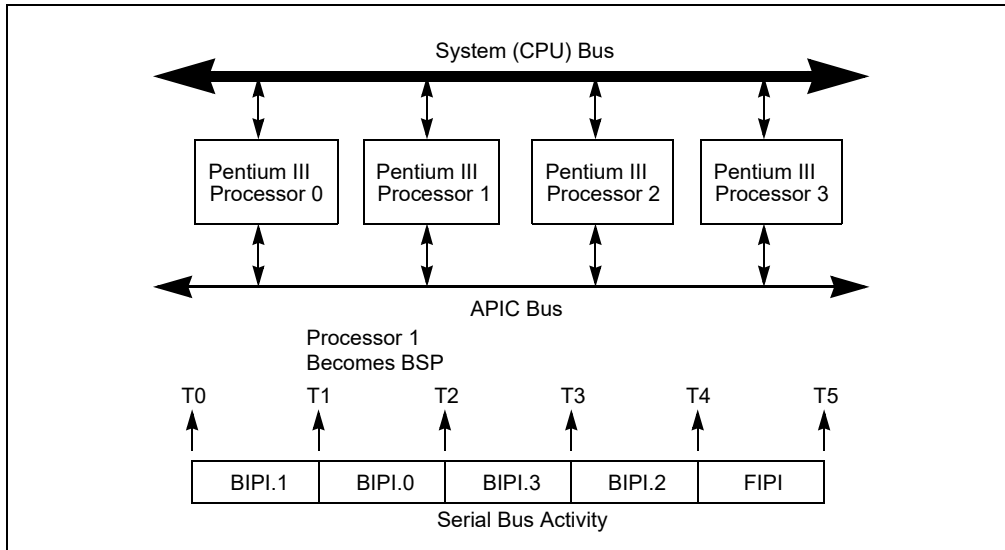 System (CPU) Bus
Pentium III
Processor 0
Pentium III
Processor 1
Pentium III
Processor 2
Pentium III
Processor 3
APIC Bus
Processor 1
Becomes BSP
T0 T1 T2 T3 T4 T5
BIPI.1 BIPI.0 BIPI.3 BIPI.2 FIPI
Serial Bus Activity